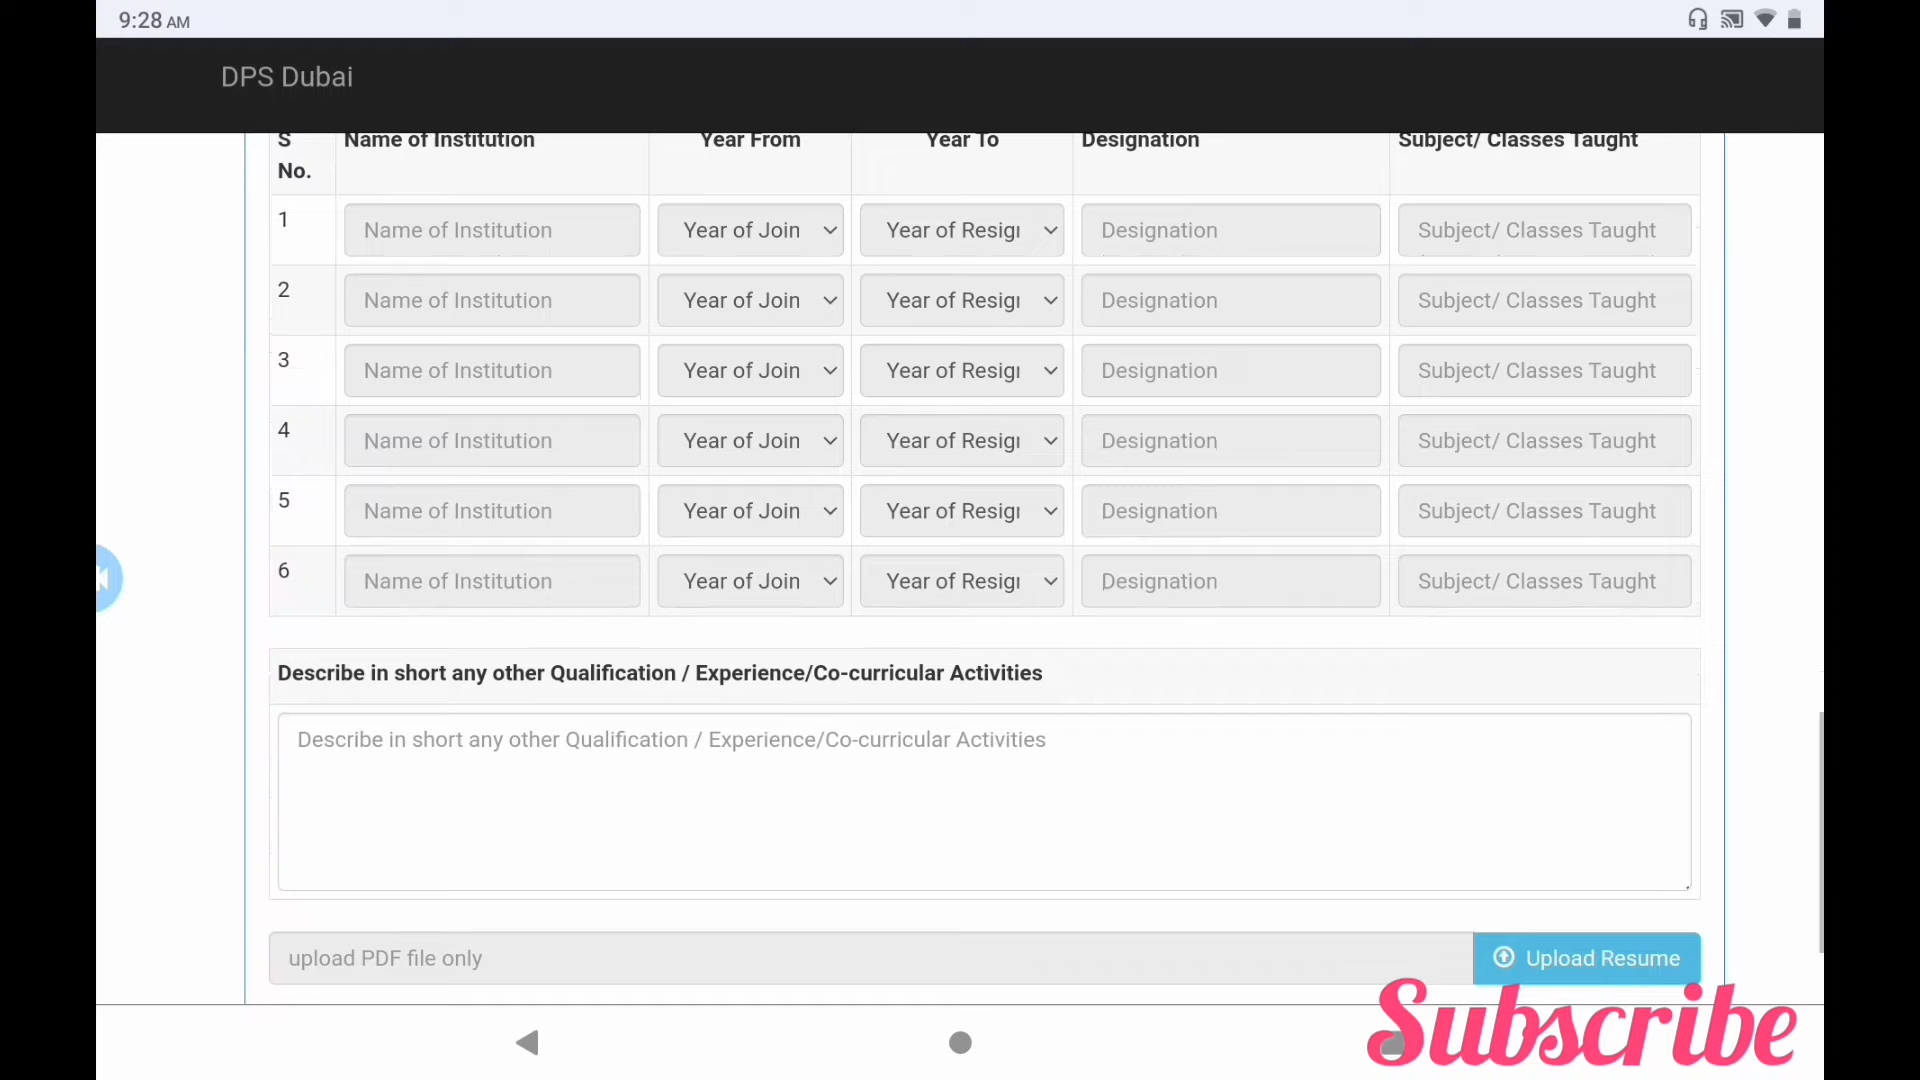 9:28 AM
DPS Dubai
S No. Name of Institution Year From Year To Designation Subject/ Classes Taught
1 Name of Institution Year of Join Year of Resig Designation Subject/ Classes Taught
2 Name of Institution Year of Join Year of Resig Designation Subject/ Classes Taught
3 Name of Institution Year of Join Year of Resig Designation Subject/ Classes Taught
4 Name of Institution Year of Join Year of Resig Designation Subject/ Classes Taught
5 Name of Institution Year of Join Year of Resig Designation Subject/ Classes Taught
6 Name of Institution Year of Join Year of Resig Designation Subject/ Classes Taught
Describe in short any other Qualification / Experience/Co-curricular Activities
Describe in short any other Qualification / Experience/Co-curricular Activities
upload PDF file only Upload Resume
Subscribe